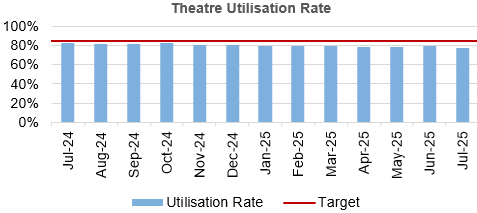 Theatre Utilisation Rate
100%
80%
60%
40%
20%
0%
Jul-24
Aug-24
Sep-24
Oct-24
Nov-24
Dec-24
Jan-25
Feb-25
Mar-25
Apr-25
May-25
Jun-25
Jul-25
Utilisation Rate
Target